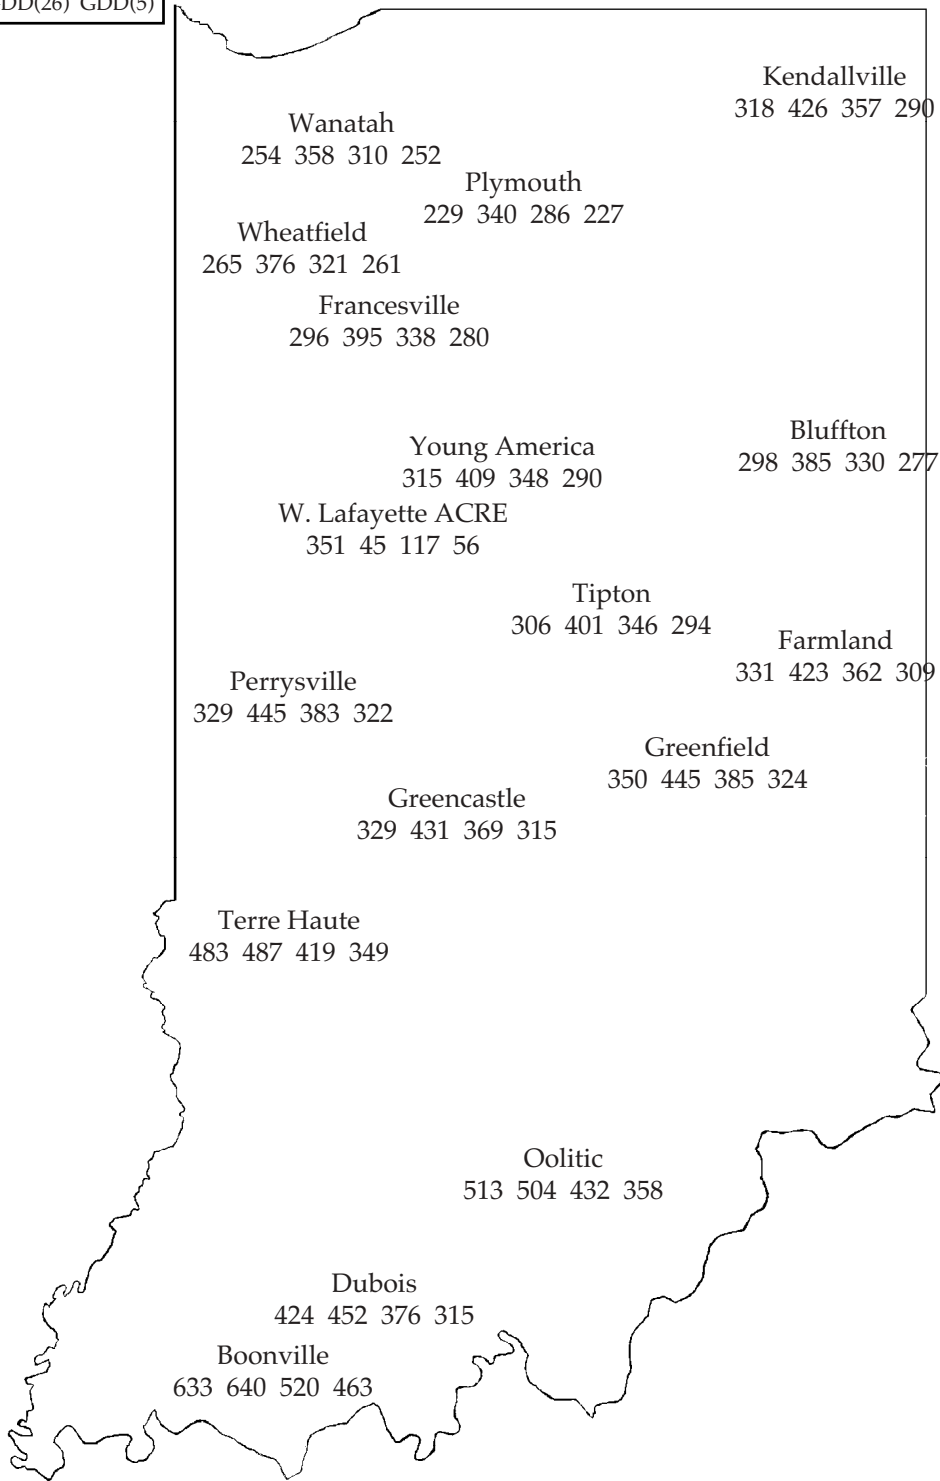 GDD(5)
Kendallville
318 426 357 290
Wanatah
254 358 310 252
Plymouth
229 340 286 227
Wheatfield
265 376 321 261
Francesville
296 395 338 280
Bluffton
298 385 330 277
Young America
315 409 348 290
W. Lafayette ACRE
351 45 117 56
Tipton
306 401 346 294
Farmland
331 423 362 309
Perrysville
329 445 383 322
Greenfield
350 445 385 324
Greencastle
329 431 369 315
Terre Haute
483 487 419 349
Oolitic
513 504 432 358
Dubois
424 452 376 315
Boonville
633 640 520 463